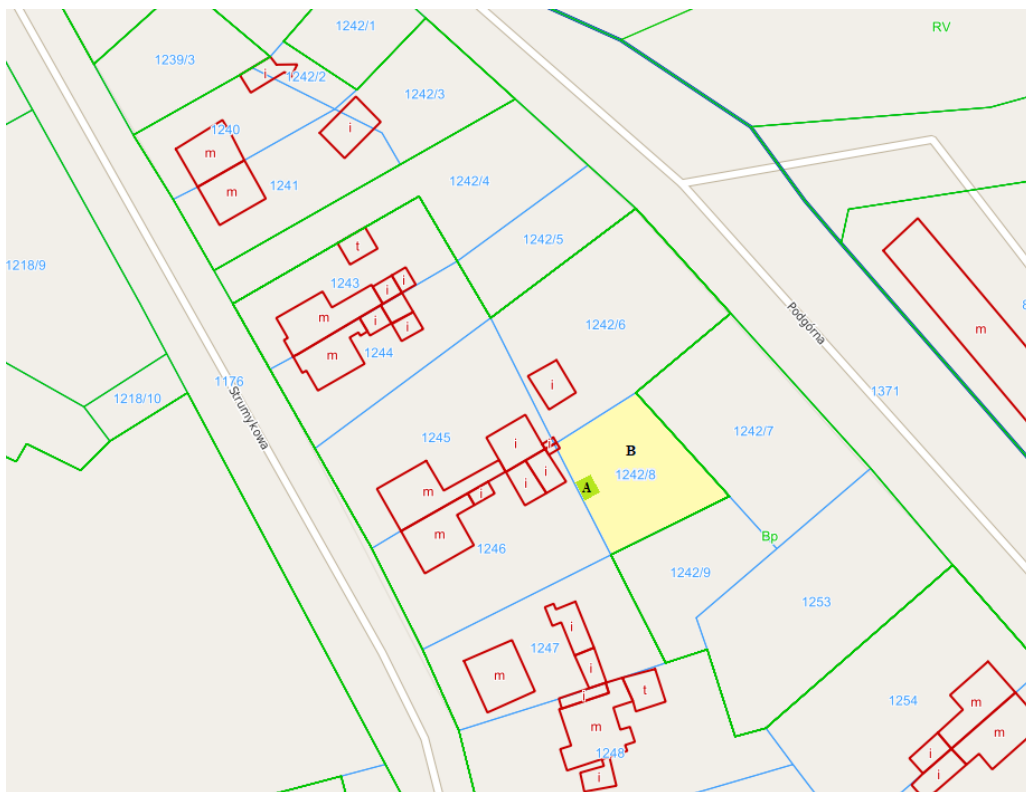 1242/1
RV
1239/3
i
1242/2
1242/3
1240
i
m
1241
m
1242/4
1242/5
1218/9
t
1243
i
i
m
i
i
m
1244
1242/6
Podgórna
8
m
1176
Strumykowa
1218/10
i
1371
1245
i
i
B
1242/7
m
i
i
i
A
1242/8
m
1246
Bp
1242/9
1253
i
1247
i
m
i
t
m
1248
i
1254
m
m
i
i